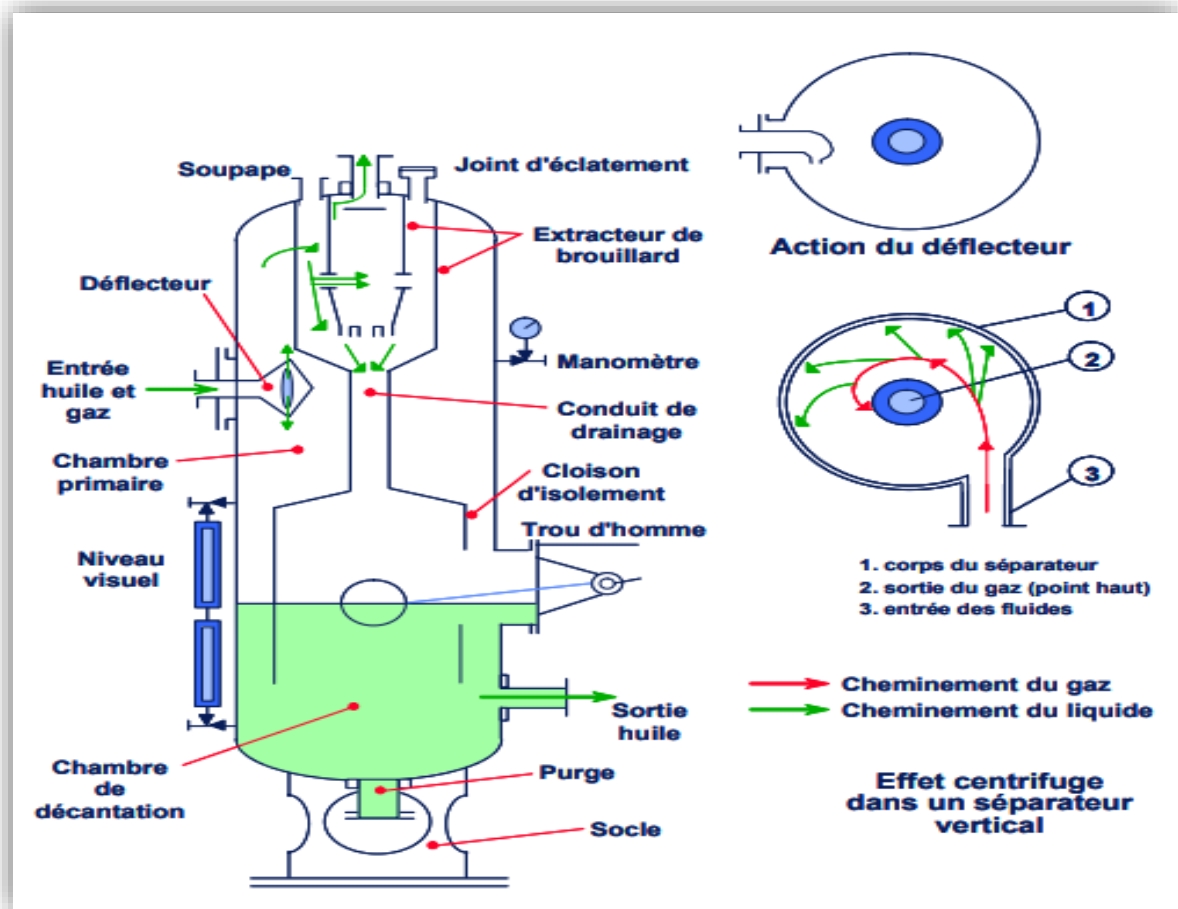 Soupape
Joint d'éclatement
Extracteur de
brouillard
Déflecteur
Entrée
huile et
gaz
Manomètre
Conduit de
drainage
Chambre
primaire
Cloison
d'isolement
Trou d'homme
Niveau
visuel
Sortie
huile
Chambre
de
décantation
Purge
Socle
Action du déflecteur
1
2
3
1. corps du séparateur
2. sortie du gaz (point haut)
3. entrée des fluides
Cheminement du gaz
Cheminement du liquide
Effet centrifuge
dans un séparateur
vertical